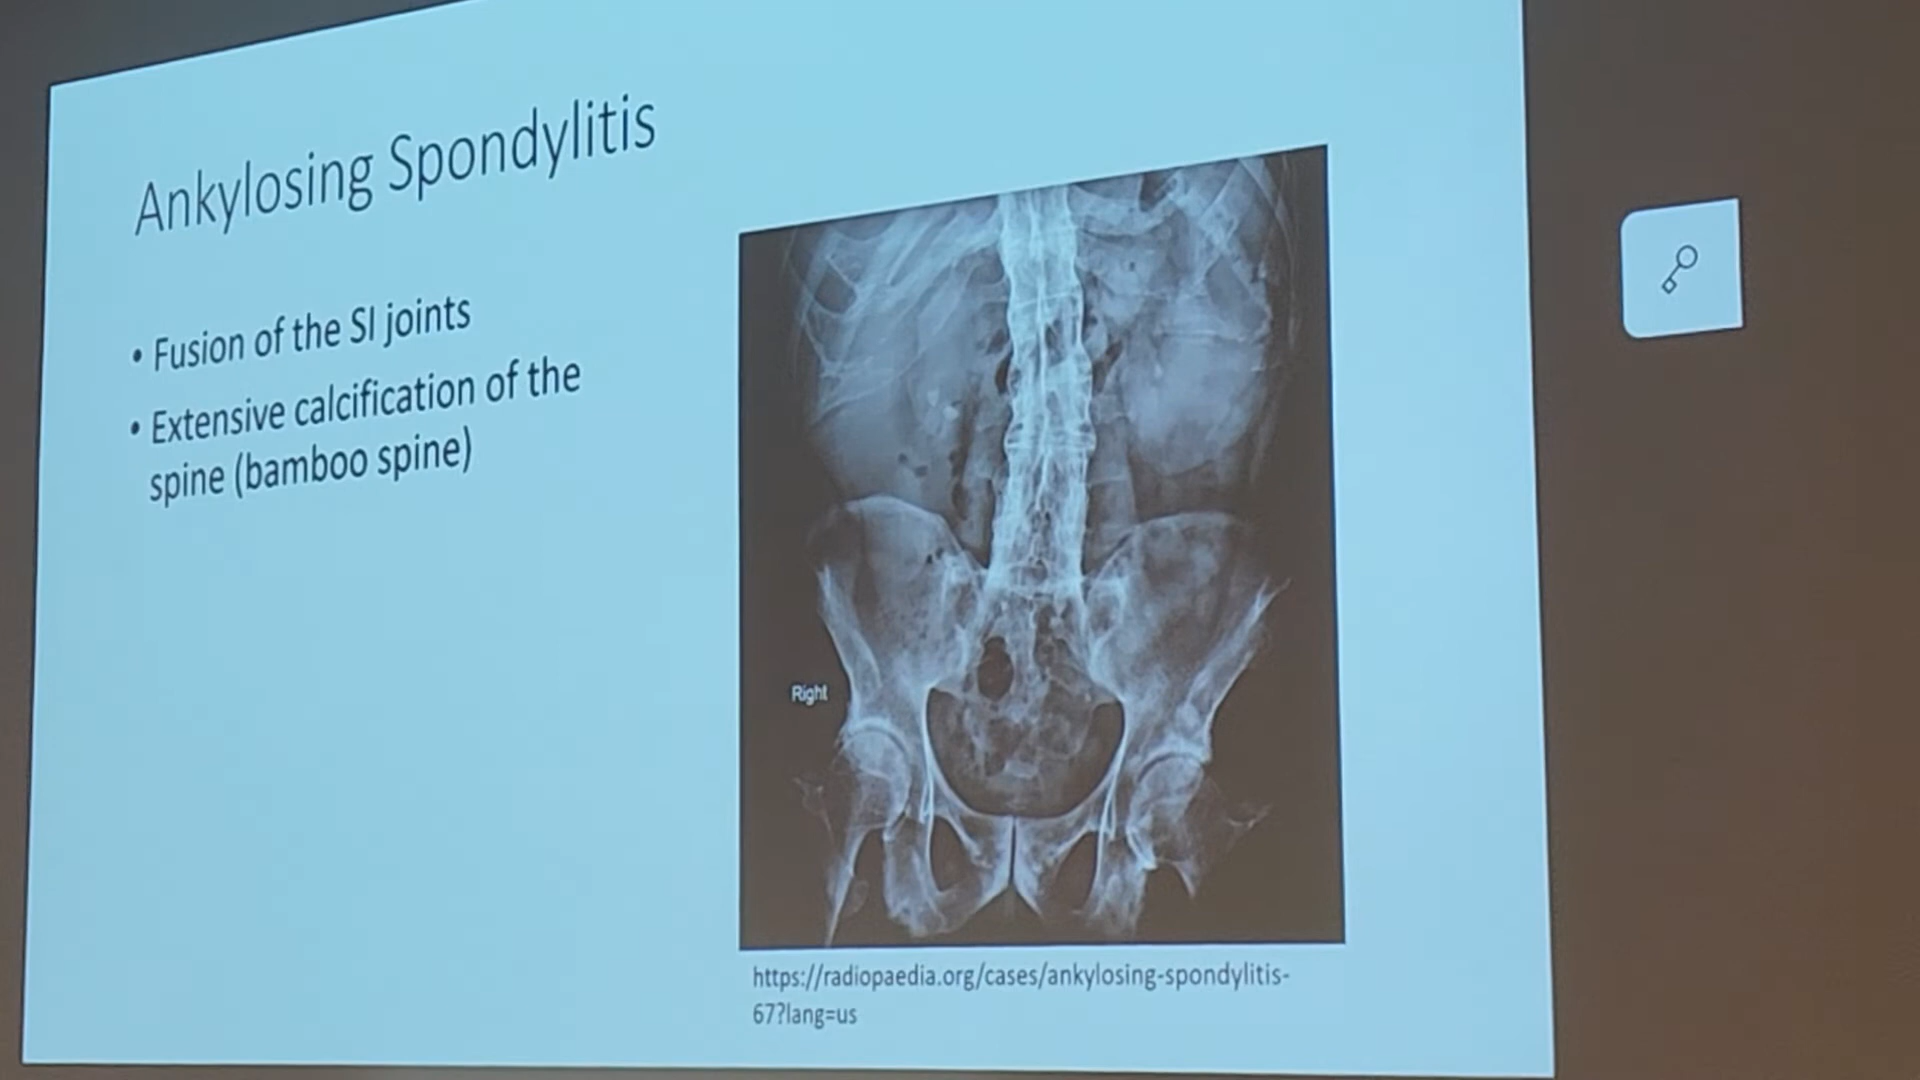 Ankylosing Spondylitis
• Fusion of the SI joints
• Extensive calcification of the
spine (bamboo spine)
Right
https://radiopaedia.org/cases/ankylosing-spondylitis-
67?lang=us